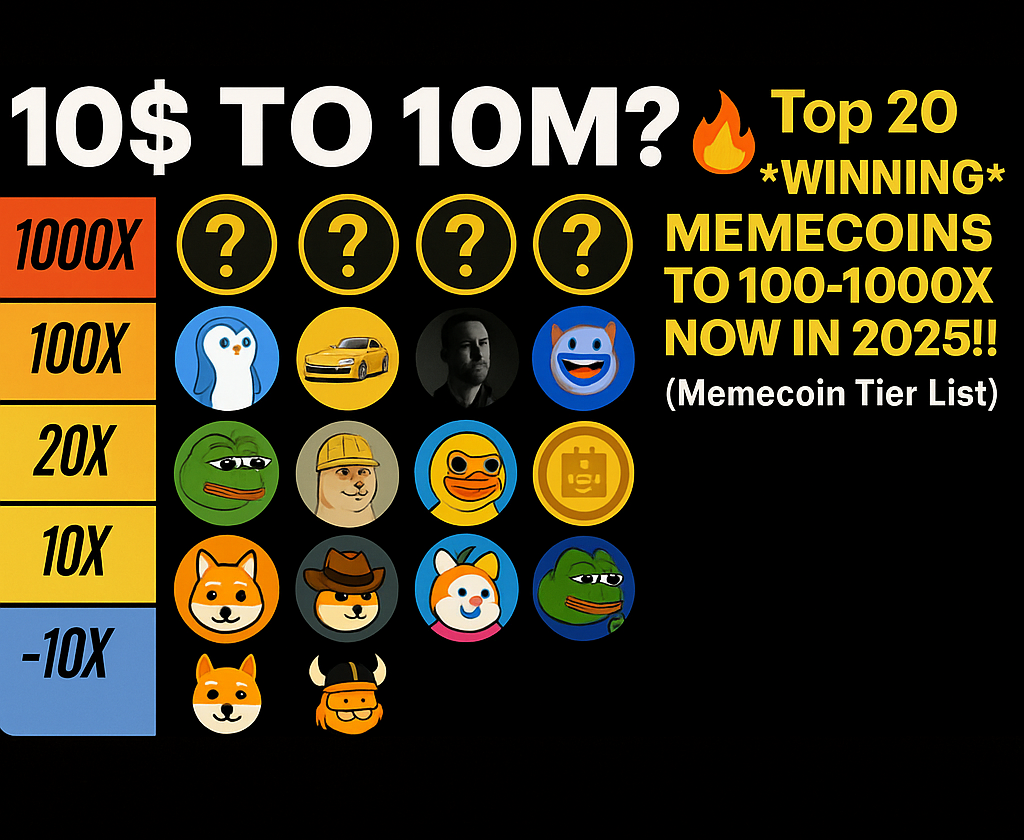 10$ TO 10M?
Top 20
*WINNING*
MEMECOINS
TO 100-1000X
NOW IN 2025!!
(Memecoin Tier List)
1000X
? ? ? ?
100X
20X
10X
-10X